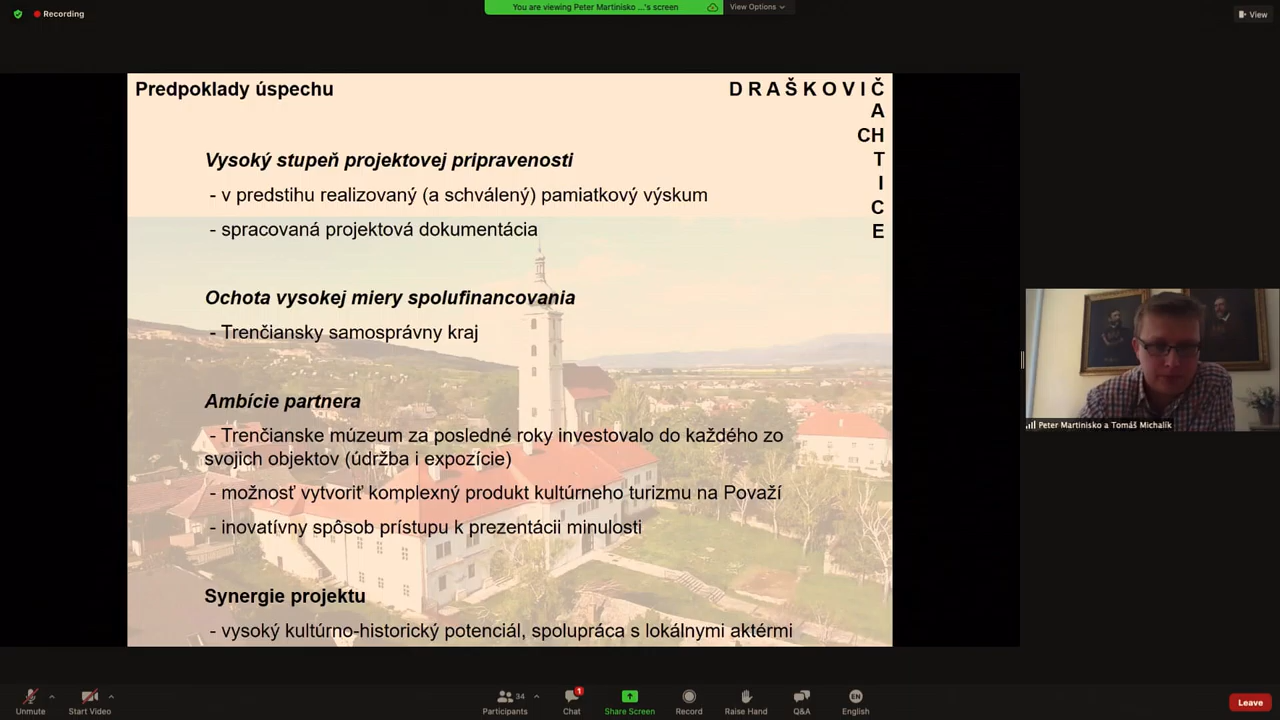 Recording
You are viewing Peter Martinisko ...'s screen
View Options
View
Predpoklady úspechu
DRAŠKOVIČ
A
CH
T
I
C
E
Vysoký stupeň projektovej pripravenosti
- v predstihu realizovaný (a schválený) pamiatkový výskum
- spracovaná projektová dokumentácia
Ochota vysokej miery spolufinancovania
- Trenčiansky samosprávny kraj
Ambície partnera
- Trenčianske múzeum za posledné roky investovalo do každého zo
svojich objektov (údržba i expozície)
- možnosť vytvoriť komplexný produkt kultúrneho turizmu na Považí
- inovatívny spôsob prístupu k prezentácii minulosti
Synergie projektu
- vysoký kultúrno-historický potenciál, spolupráca s lokálnymi aktérmi
Peter Martinisko a Tomáš Michalík
Unmute
Start Video
34
Participants
1
Chat
Share Screen
Record
Raise Hand
Q&A
EN
English
Leave